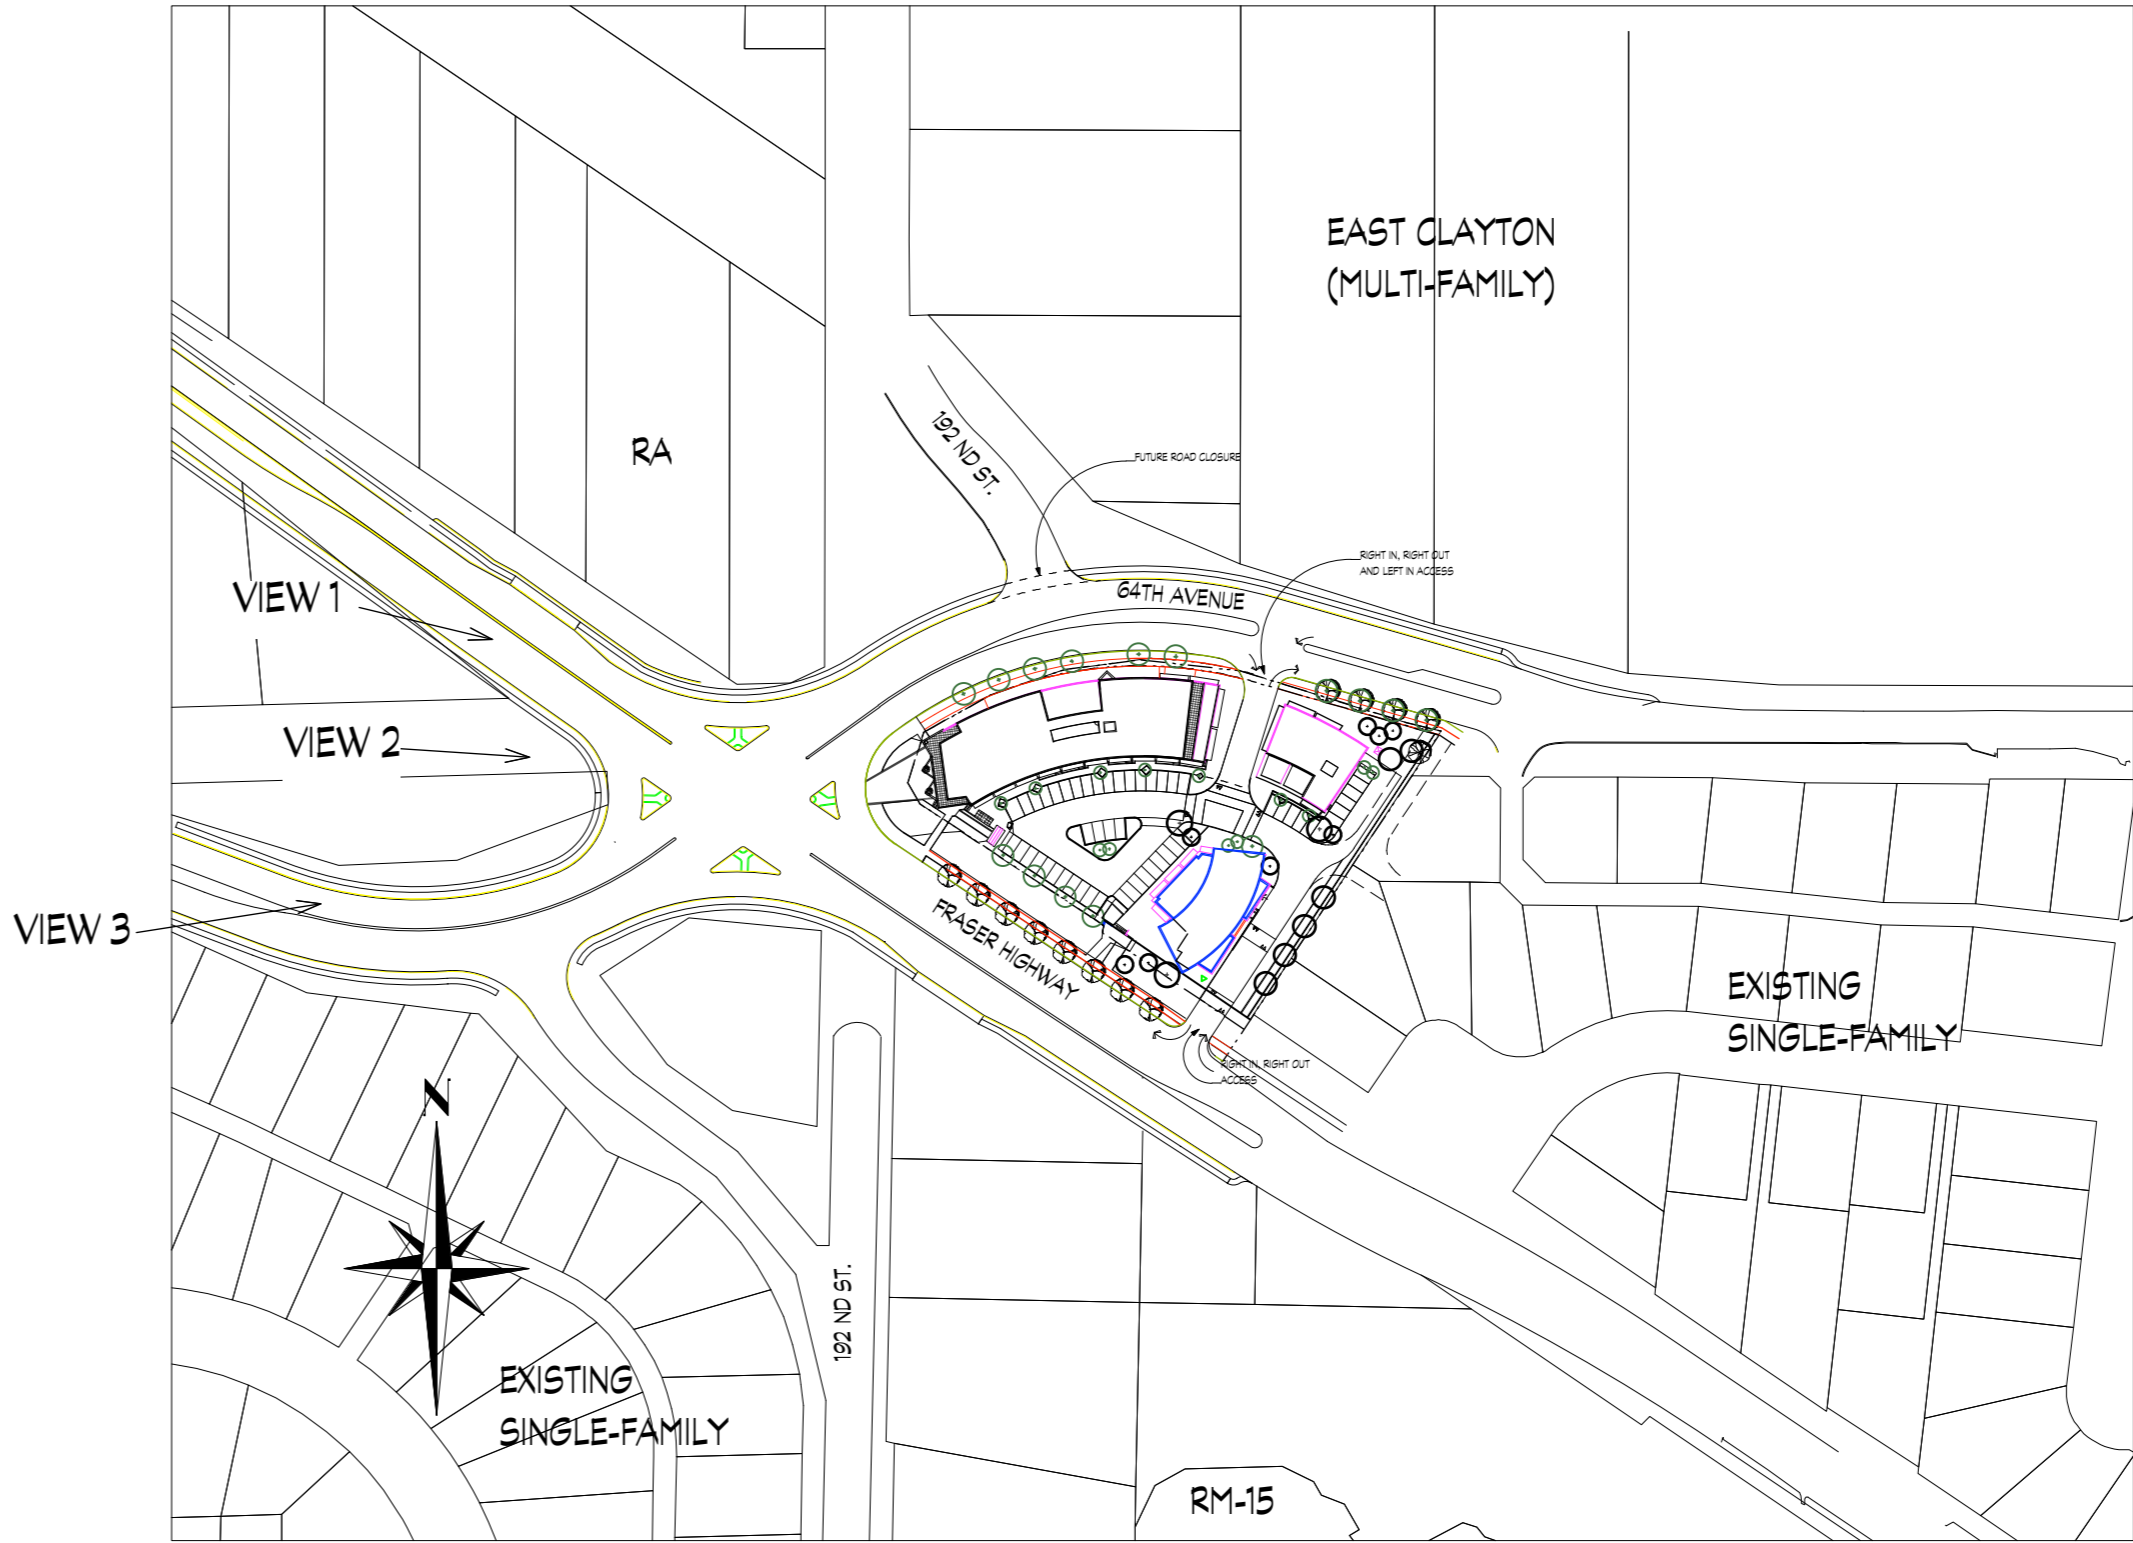 EAST CLAYTON
(MULTI-FAMILY)
RA
192 ND ST.
FUTURE ROAD CLOSURE
RIGHT IN, RIGHT OUT
AND LEFT IN ACCESS
64TH AVENUE
VIEW 1
VIEW 2
VIEW 3
FRASER HIGHWAY
EXISTING
SINGLE-FAMILY
RIGHT IN, RIGHT OUT
ACCESS
N
192 ND ST.
EXISTING
SINGLE-FAMILY
RM-15